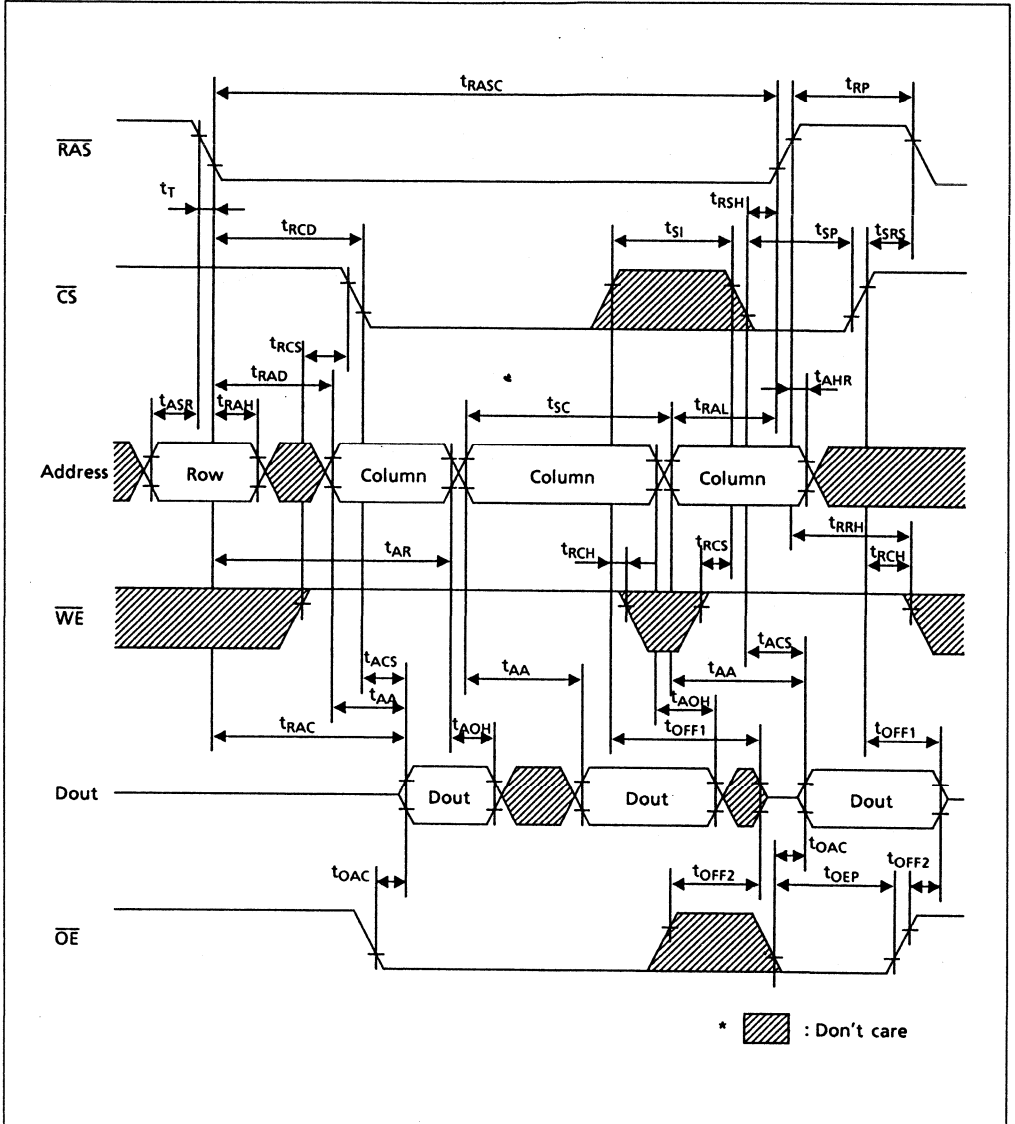 tRASC
tRP
RAS
tT
tRSH
tRCD
tSI
tSP
tSRS
CS
tRCS
tRAD
tAHR
tASR
tRAH
tSC
tRAL
Address
Row
Column
Column
Column
tAR
tRCH
tRCS
tRRH
tRCH
WE
tACS
tAA
tRAC
tAOH
tAA
tAOH
tOFF1
tAA
tACS
tOFF1
Dout
Dout
Dout
Dout
tOAC
tOFF2
tOAC
tOEP
tOFF2
OE
* : Don't care